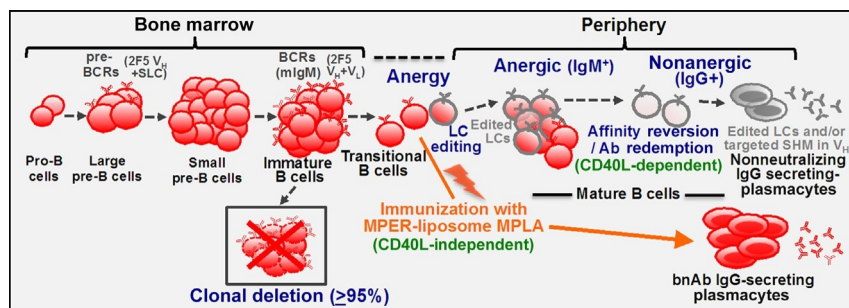 Bone marrow
Periphery
pre-
BCRs
(2F5 VH
+SLC)
BCRs
(mIgM)
(2F5
VH+VL)
Anergy
Anergic (IgM+)
Nonanergic
(IgG+)
LC
editing
Edited
LCs
Affinity reversion
/ Ab redemption
(CD40L-dependent)
Edited LCs and/or
targeted SHM in VH
Nonneutralizing
IgG secreting-
plasmacytes
Pro-B
cells
Large
pre-B cells
Small
pre-B cells
Immature
B cells
Transitional
B cells
Mature B cells
Immunization with
MPER-liposome MPLA
(CD40L-independent)
Clonal deletion (≥95%)
bnAb IgG-secreting
plasmacytes